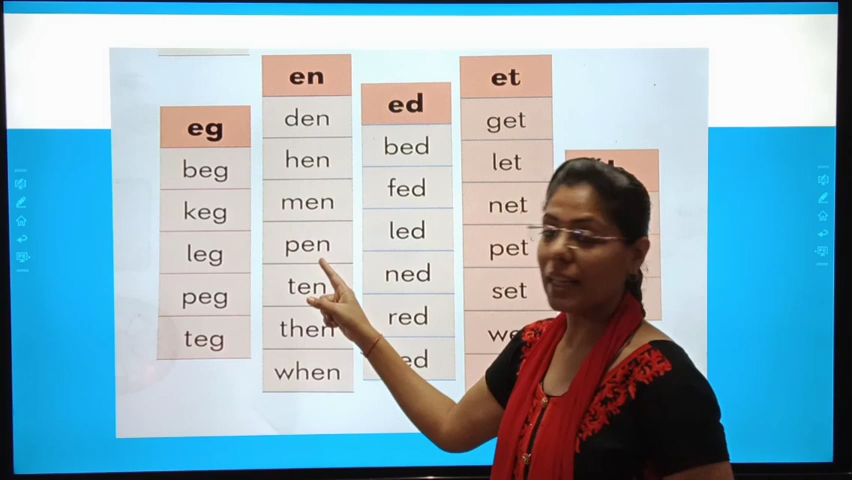 eg
beg
keg
leg
peg
teg
en
den
hen
men
pen
ten
then
when
ed
bed
fed
led
ned
red
et
get
let
net
pet
set